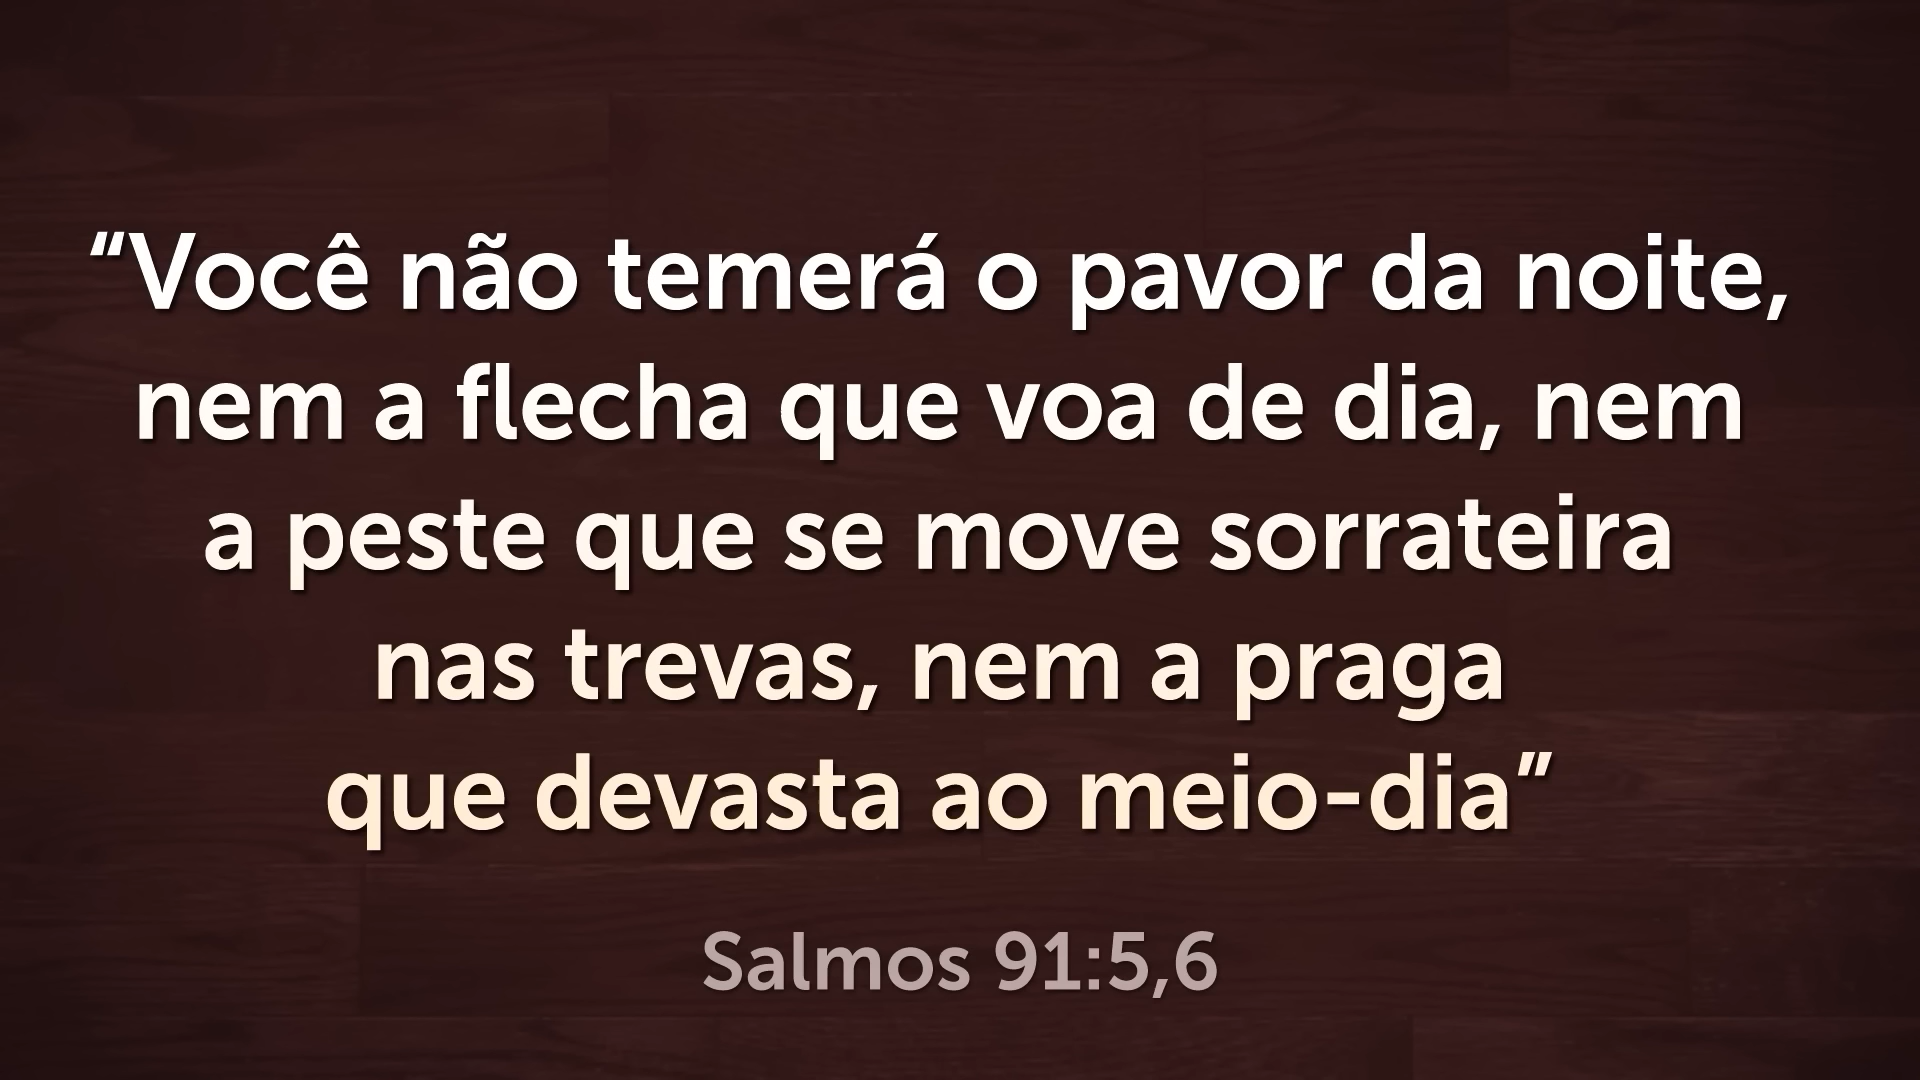 “Você não temerá o pavor da noite,
nem a flecha que voa de dia, nem
a peste que se move sorrateira
nas trevas, nem a praga
que devasta ao meio-dia”
Salmos 91:5,6